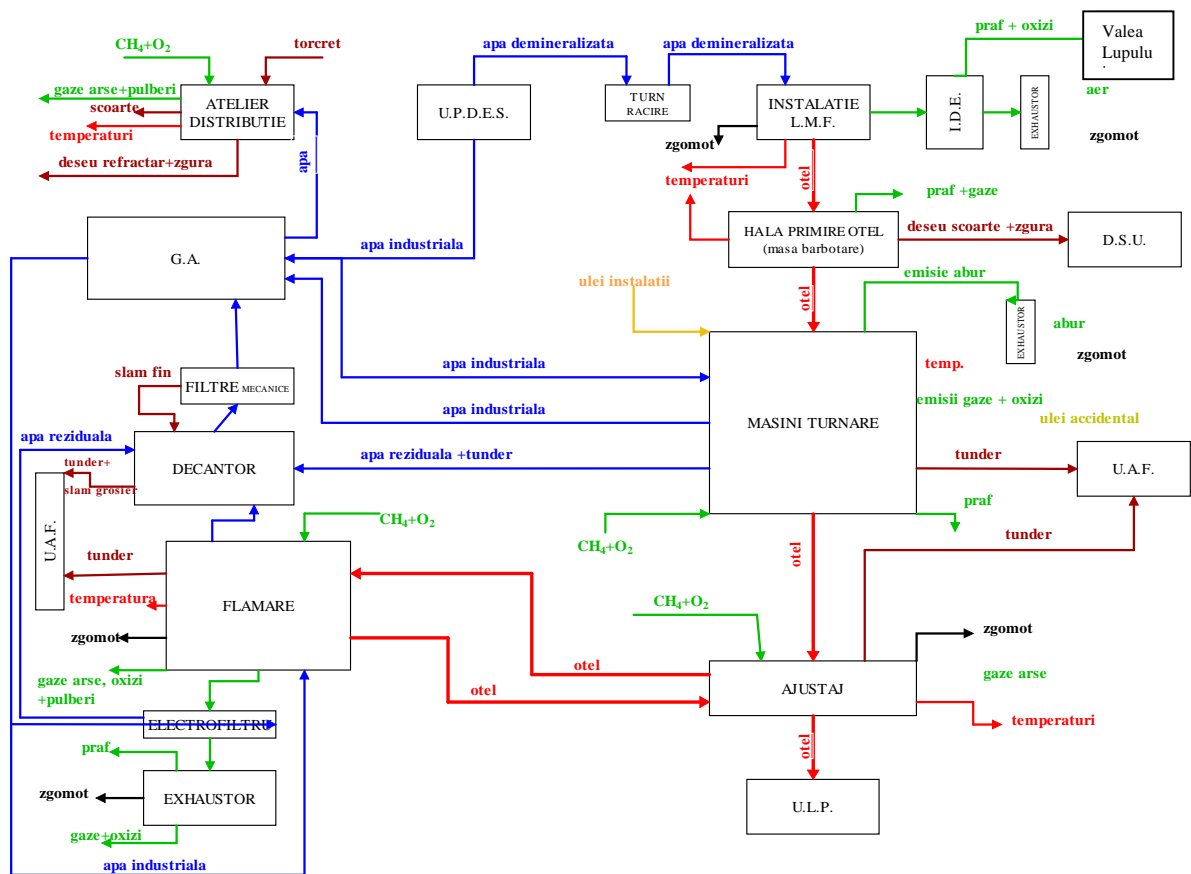 CH₄+O₂
torcret
apa demineralizata
apa demineralizata
praf + oxizi
Valea
Lupulu
gaze arse+pulberi
scoarte
temperaturi
deseu refractar+zgura
ATELIER
DISTRIBUTIE
apa
U.P.D.E.S.
TURN
RACIRE
INSTALATIE
L.M.F.
I.D.E.
EXHAUSTOR
aer
zgomot
zgomot
temperaturi
otel
praf +gaze
HALA PRIMIRE OTEL
(masa barbotare)
deseu scoarte +zgura
D.S.U.
G.A.
apa industriala
ulei instalatii
otel
emisie abur
EXHAUSTOR
abur
zgomot
slam fin
FILTRE MECANICE
apa industriala
temp.
emisii gaze + oxizi
apa industriala
MASINI TURNARE
ulei accidental
apa reziduala
DECANTOR
apa reziduala +tunder
tunder
U.A.F.
tunder+
slam grosier
U.A.F.
CH₄+O₂
CH₄+O₂
praf
otel
tunder
tunder
temperatura
FLAMARE
zgomot
CH₄+O₂
zgomot
gaze arse, oxizi
+pulberi
otel
otel
AJUSTAJ
gaze arse
temperaturi
ELECTROFILTRU
praf
otel
zgomot
EXHAUSTOR
U.L.P.
gaze+oxizi
apa industriala